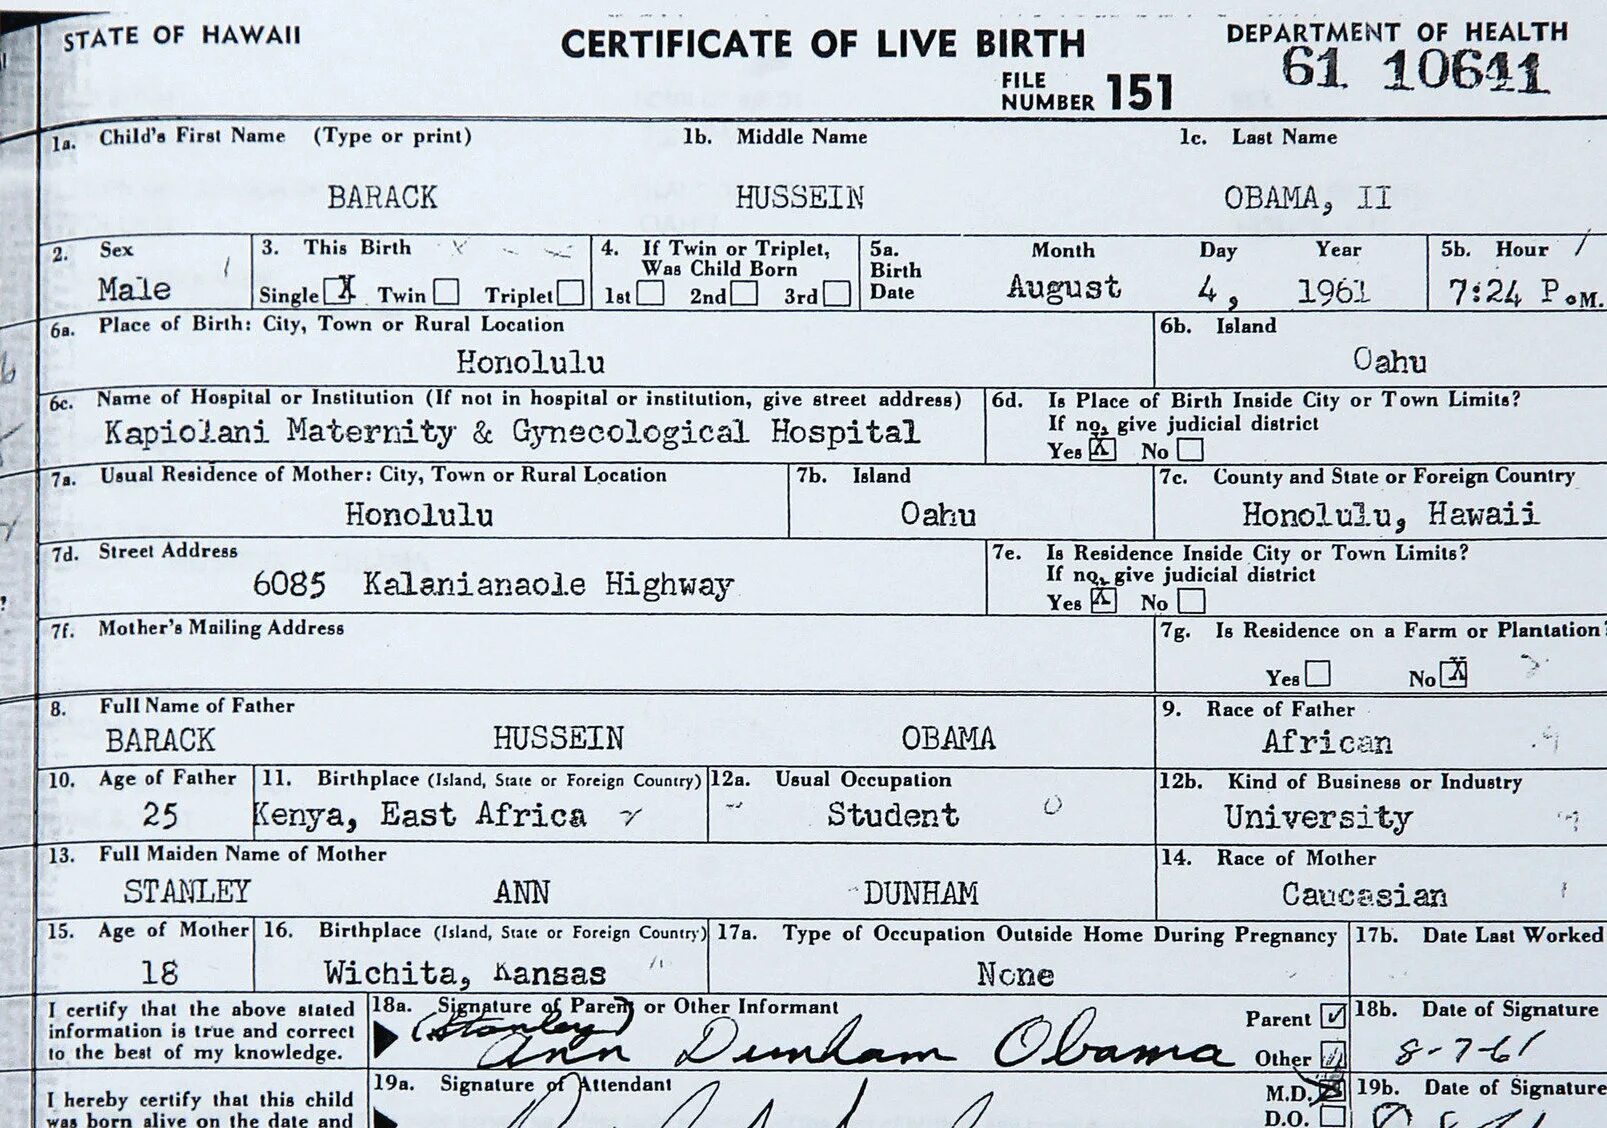 STATE OF HAWAII
CERTIFICATE OF LIVE BIRTH
DEPARTMENT OF HEALTH
FILE NUMBER 151
61 10641
1a. Child's First Name (Type or print) 1b. Middle Name 1c. Last Name
BARACK HUSSEIN OBAMA, II
2. Sex
Male
3. This Birth
Single X Twin Triplet
4. If Twin or Triplet,
Was Child Born
1st 2nd 3rd
5a. Birth Date
Month Day Year
August 4, 1961
5b. Hour
7:24 P.M.
6a. Place of Birth: City, Town or Rural Location
Honolulu
6b. Island
Oahu
6c. Name of Hospital or Institution (If not in hospital or institution, give street address)
Kapiolani Maternity & Gynecological Hospital
6d. Is Place of Birth Inside City or Town Limits?
If no, give judicial district
Yes X No
7a. Usual Residence of Mother: City, Town or Rural Location
Honolulu
7b. Island
Oahu
7c. County and State or Foreign Country
Honolulu, Hawaii
7d. Street Address
6085 Kalanianaole Highway
7e. Is Residence Inside City or Town Limits?
If no, give judicial district
Yes X No
7f. Mother's Mailing Address
7g. Is Residence on a Farm or Plantation?
Yes No X
8. Full Name of Father
BARACK HUSSEIN OBAMA
9. Race of Father
African
10. Age of Father
25
11. Birthplace (Island, State or Foreign Country)
Kenya, East Africa
12a. Usual Occupation
Student
12b. Kind of Business or Industry
University
13. Full Maiden Name of Mother
STANLEY ANN DUNHAM
14. Race of Mother
Caucasian
15. Age of Mother
18
16. Birthplace (Island, State or Foreign Country)
Wichita, Kansas
17a. Type of Occupation Outside Home During Pregnancy
None
17b. Date Last Worked
I certify that the above stated
information is true and correct
to the best of my knowledge.
18a. Signature of Parent or Other Informant
(Stanley) Ann Dunham Obama
Parent
Other
18b. Date of Signature
8-7-61
I hereby certify that this child
was born alive on the date and
19a. Signature of Attendant
M.D.
D.O.
19b. Date of Signature